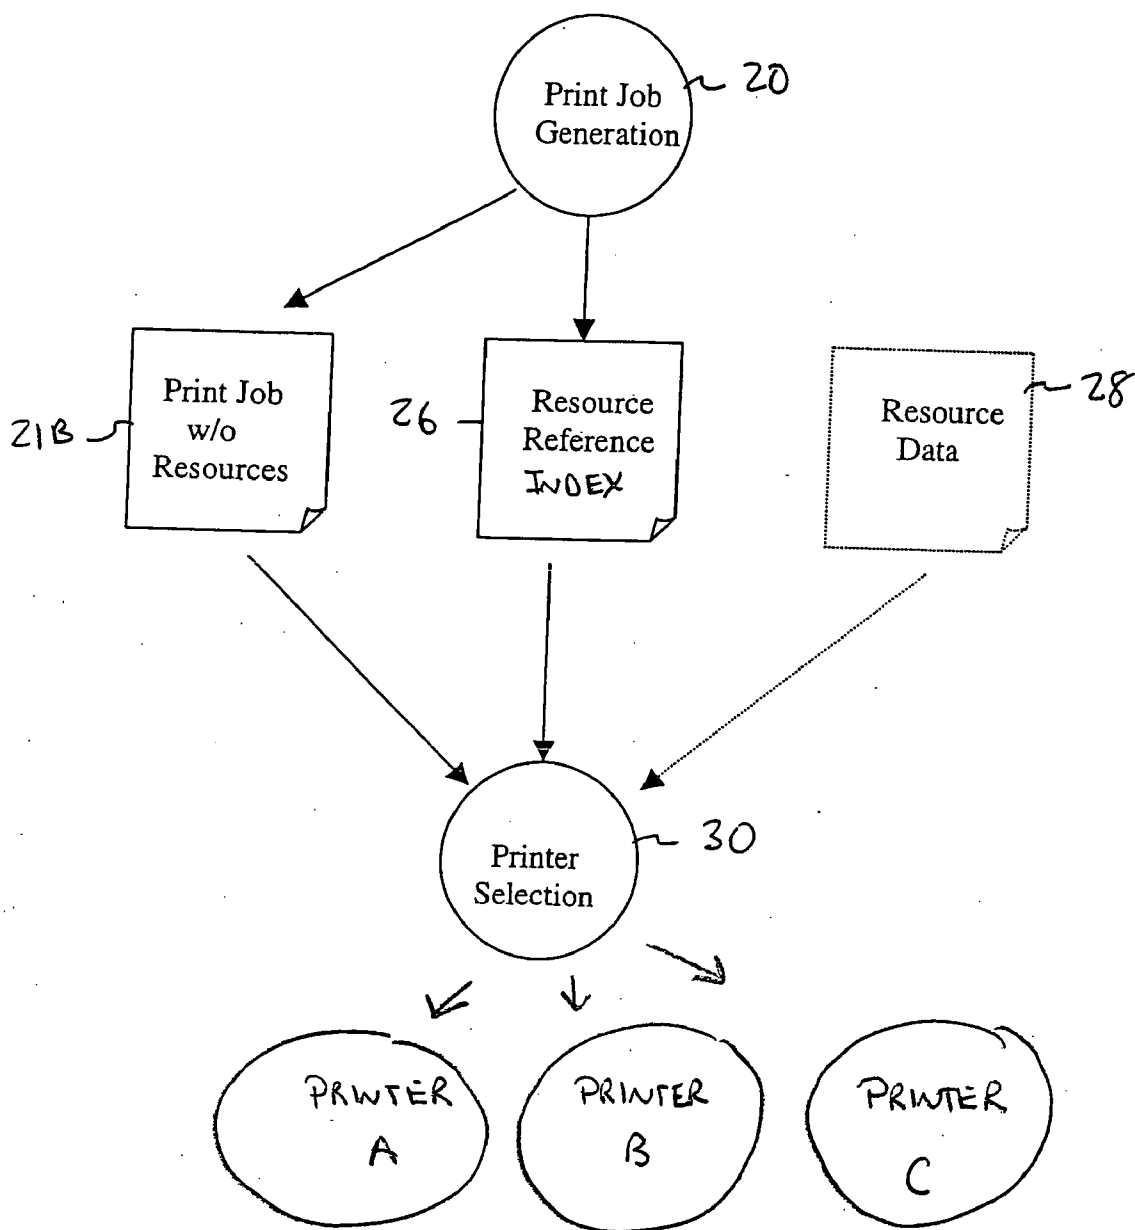 Print Job
Generation
20
Print Job
w/o
Resources
21B
Resource
Reference
INDEX
26
Resource
Data
28
Printer
Selection
30
PRINTER
A
PRINTER
B
PRINTER
C